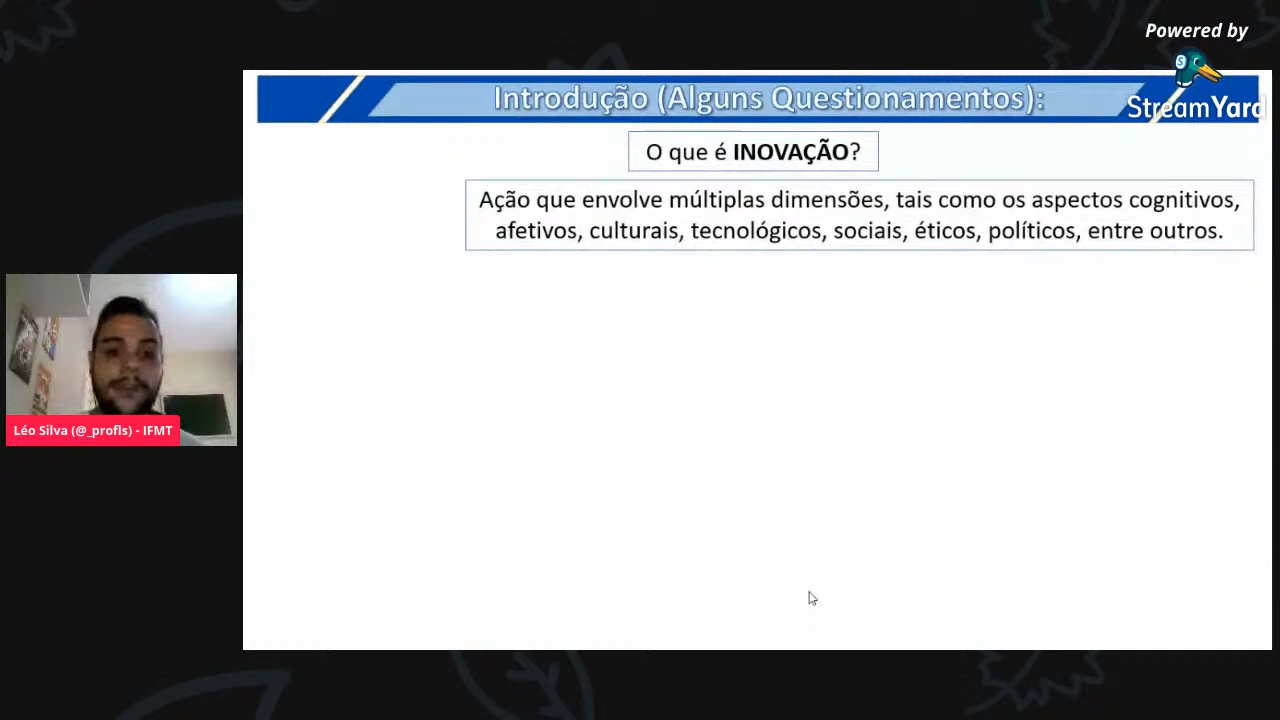 Powered by
StreamYard
Introdução (Alguns Questionamentos):
O que é INOVAÇÃO?
Ação que envolve múltiplas dimensões, tais como os aspectos cognitivos,
afetivos, culturais, tecnológicos, sociais, éticos, políticos, entre outros.
Léo Silva (@_profls) - IFMT